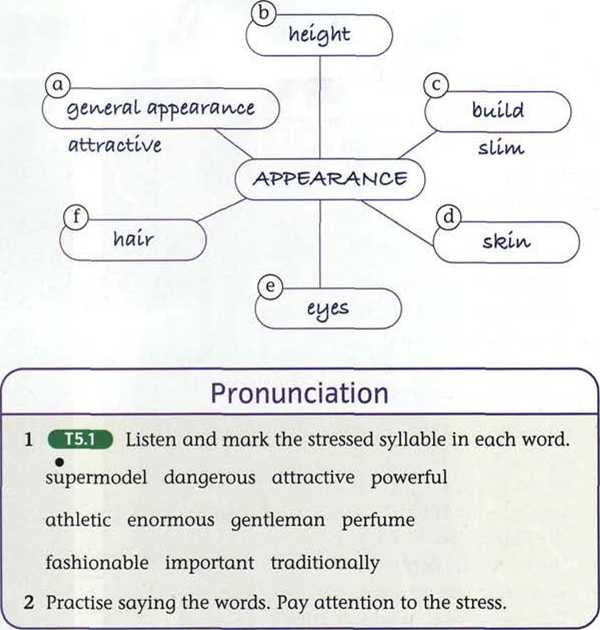 b
height
a
general appearance
attractive
c
build
slim
APPEARANCE
f
hair
d
skin
e
eyes
Pronunciation
1 T5.1 Listen and mark the stressed syllable in each word.
supermodel dangerous attractive powerful
athletic enormous gentleman perfume
fashionable important traditionally
2 Practise saying the words. Pay attention to the stress.